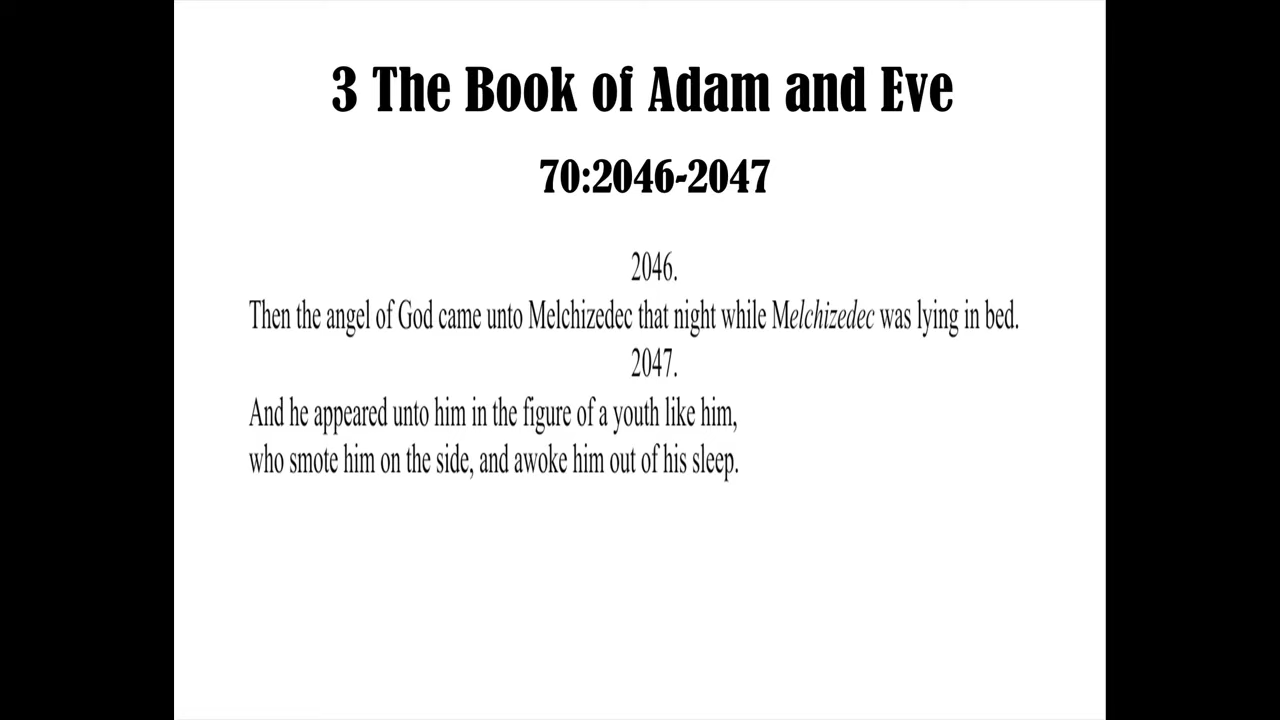 3 The Book of Adam and Eve
70:2046-2047
2046.
Then the angel of God came unto Melchizedec that night while Melchizedec was lying in bed.
2047.
And he appeared unto him in the figure of a youth like him,
who smote him on the side, and awoke him out of his sleep.